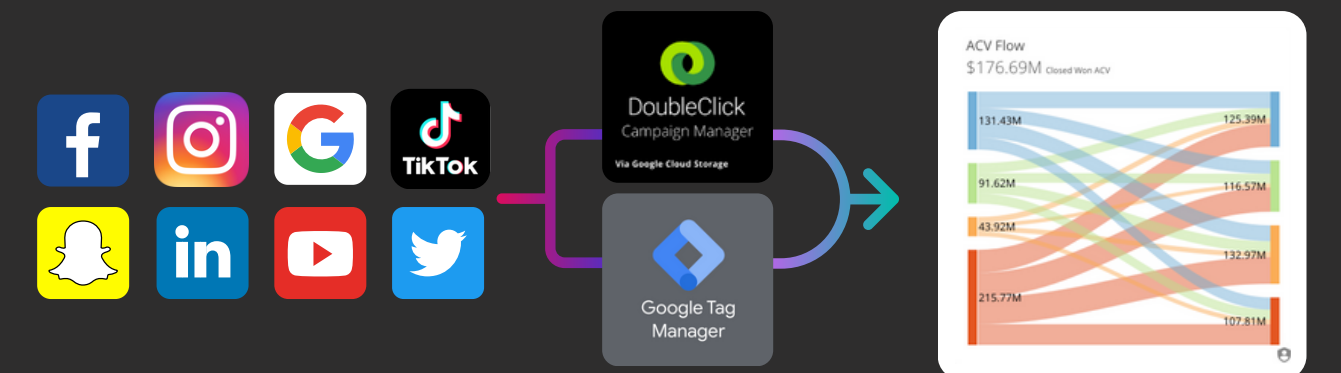 TikTok
in
DoubleClick
Campaign Manager
Via Google Cloud Storage
Google Tag
Manager
ACV Flow
$176.69M Closed Won ACV
131.43M
125.39M
91.62M
116.57M
43.92M
132.97M
215.77M
107.81M